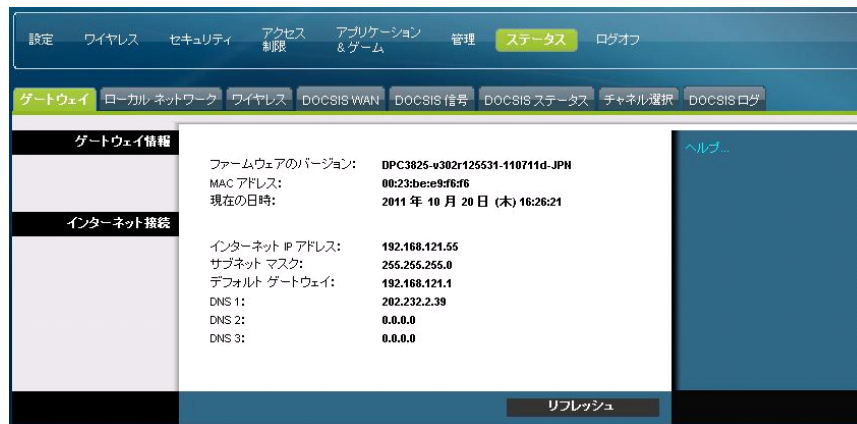 設定 ワイヤレス セキュリティ アクセス制限 アプリケーション&ゲーム 管理 ステータス ログオフ
ゲートウェイ ローカル ネットワーク ワイヤレス DOCSIS WAN DOCSIS 信号 DOCSIS ステータス チャネル選択 DOCSIS ログ
ゲートウェイ情報
ヘルプ...
ファームウェアのバージョン: DPC3825-v302r125531-110711d-JPN
MAC アドレス: 00:23:be:e9:f6:f6
現在の日時: 2011 年 10 月 20 日 (木) 16:26:21
インターネット接続
インターネット IP アドレス: 192.168.121.55
サブネット マスク: 255.255.255.0
デフォルト ゲートウェイ: 192.168.121.1
DNS 1: 202.232.2.39
DNS 2: 0.0.0.0
DNS 3: 0.0.0.0
リフレッシュ